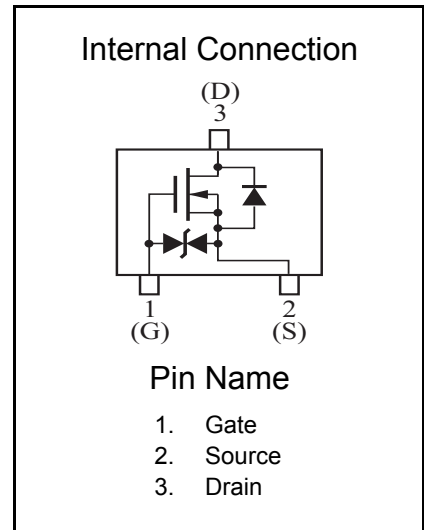 Internal Connection
(D)
3
1
(G)
2
(S)
Pin Name
1. Gate
2. Source
3. Drain